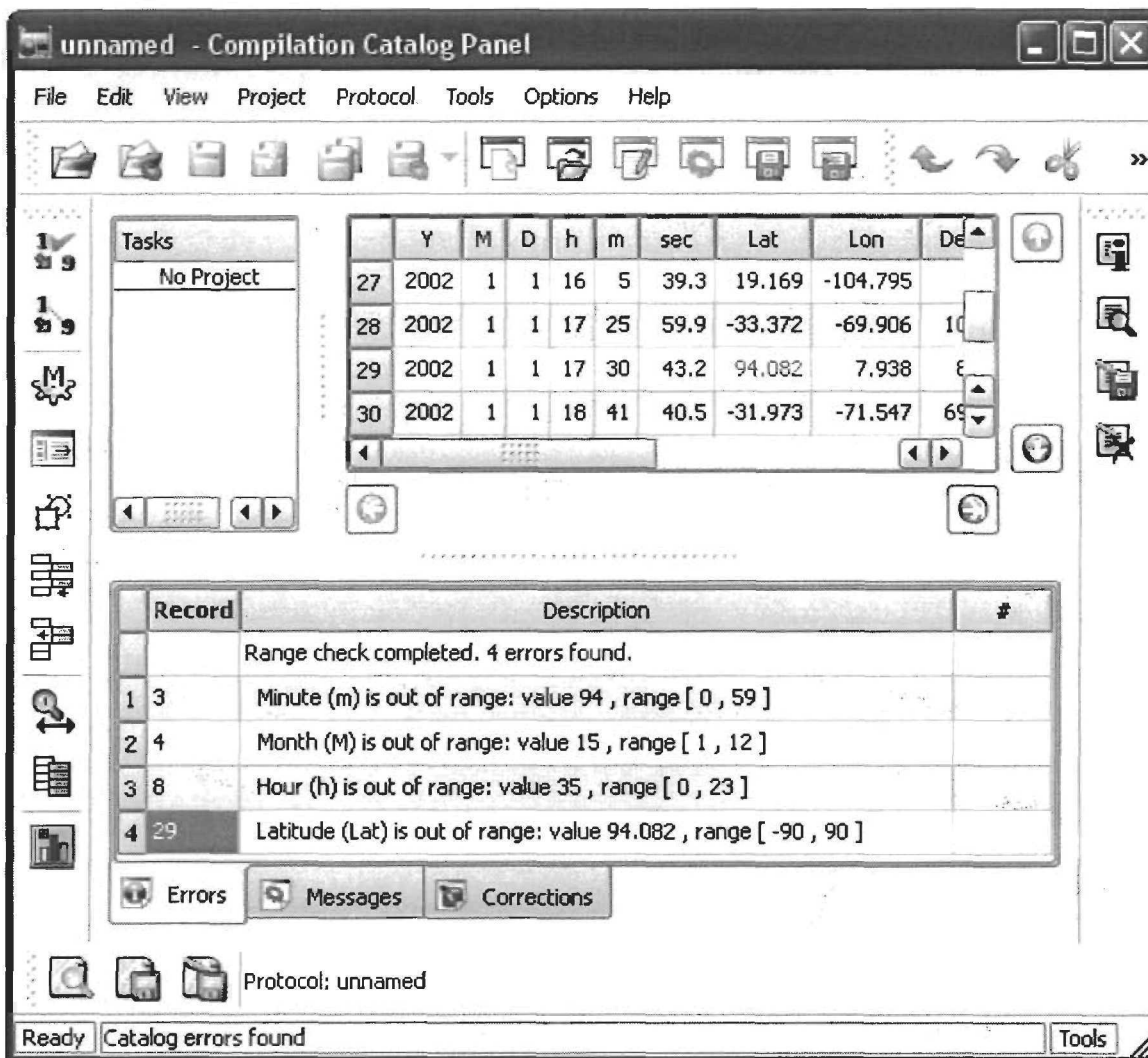 unnamed - Compilation Catalog Panel
File Edit View Project Protocol Tools Options Help
Tasks
No Project
Y M D h m sec Lat Lon De
27 2002 1 1 16 5 39.3 19.169 -104.795
28 2002 1 1 17 25 59.9 -33.372 -69.906 10
29 2002 1 1 17 30 43.2 94.082 7.938 8
30 2002 1 1 18 41 40.5 -31.973 -71.547 69
Record Description #
Range check completed. 4 errors found.
1 3 Minute (m) is out of range: value 94 , range [ 0 , 59 ]
2 4 Month (M) is out of range: value 15 , range [ 1 , 12 ]
3 8 Hour (h) is out of range: value 35 , range [ 0 , 23 ]
4 29 Latitude (Lat) is out of range: value 94.082 , range [ -90 , 90 ]
Errors Messages Corrections
Protocol: unnamed
Ready Catalog errors found Tools